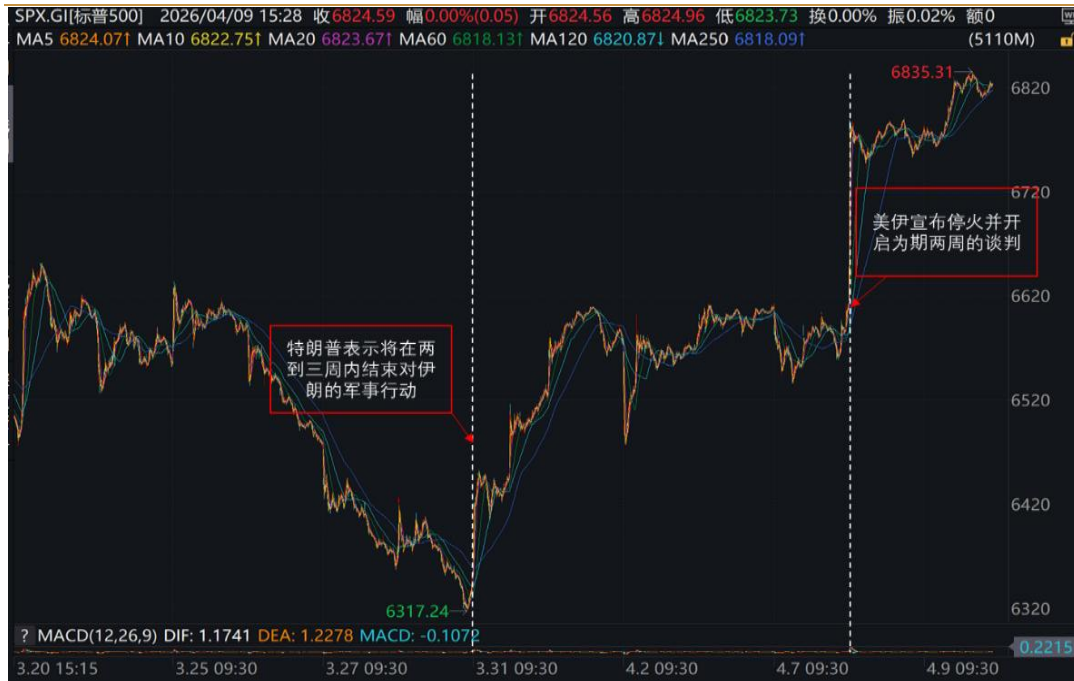 SPX.GI[标普500] 2026/04/09 15:28 收6824.59 幅0.00%(0.05) 开6824.56 高6824.96 低6823.73 换0.00% 振0.02% 额0
MA5 6824.07↑ MA10 6822.75↑ MA20 6823.67↑ MA60 6818.13↑ MA120 6820.87↓ MA250 6818.09↑ (5110M)
6835.31
6820
6720
美伊宣布停火并开
启为期两周的谈判
6620
特朗普表示将在两
到三周内结束对伊
朗的军事行动
6520
6420
6317.24
6320
? MACD(12,26,9) DIF: 1.1741 DEA: 1.2278 MACD: -0.1072
0.2215
3.20 15:15 3.25 09:30 3.27 09:30 3.31 09:30 4.2 09:30 4.7 09:30 4.9 09:30